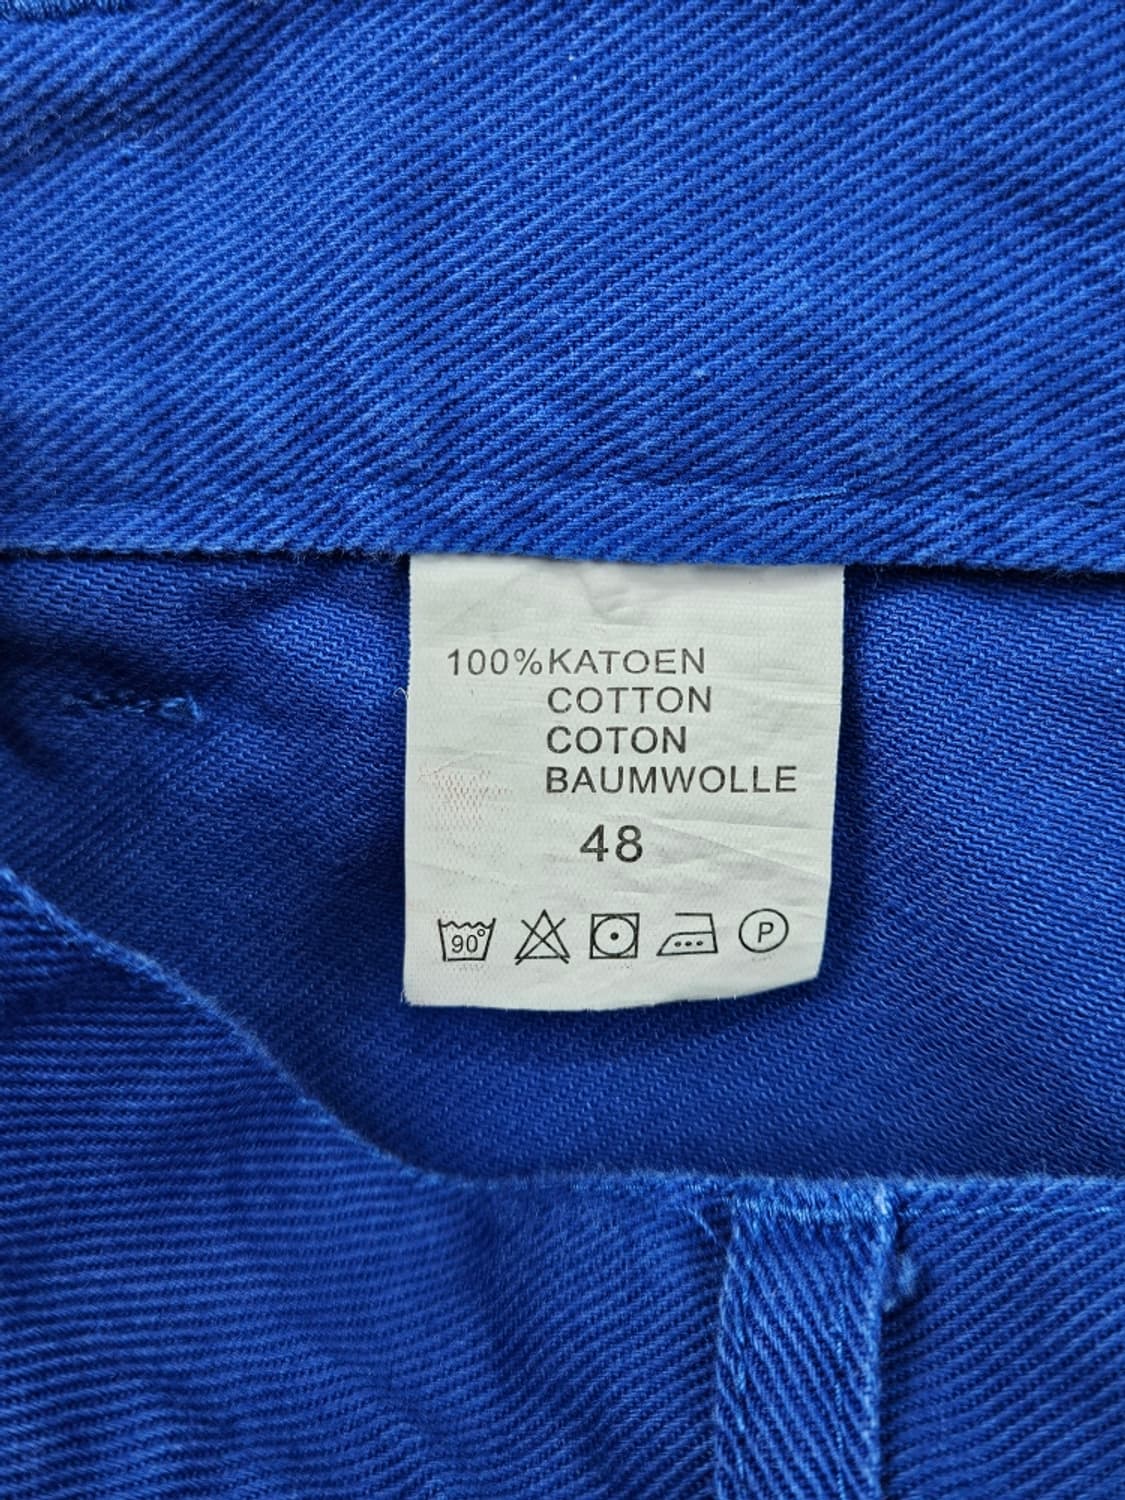 100%KATOEN
COTTON
COTON
BAUMWOLLE
48
90° P